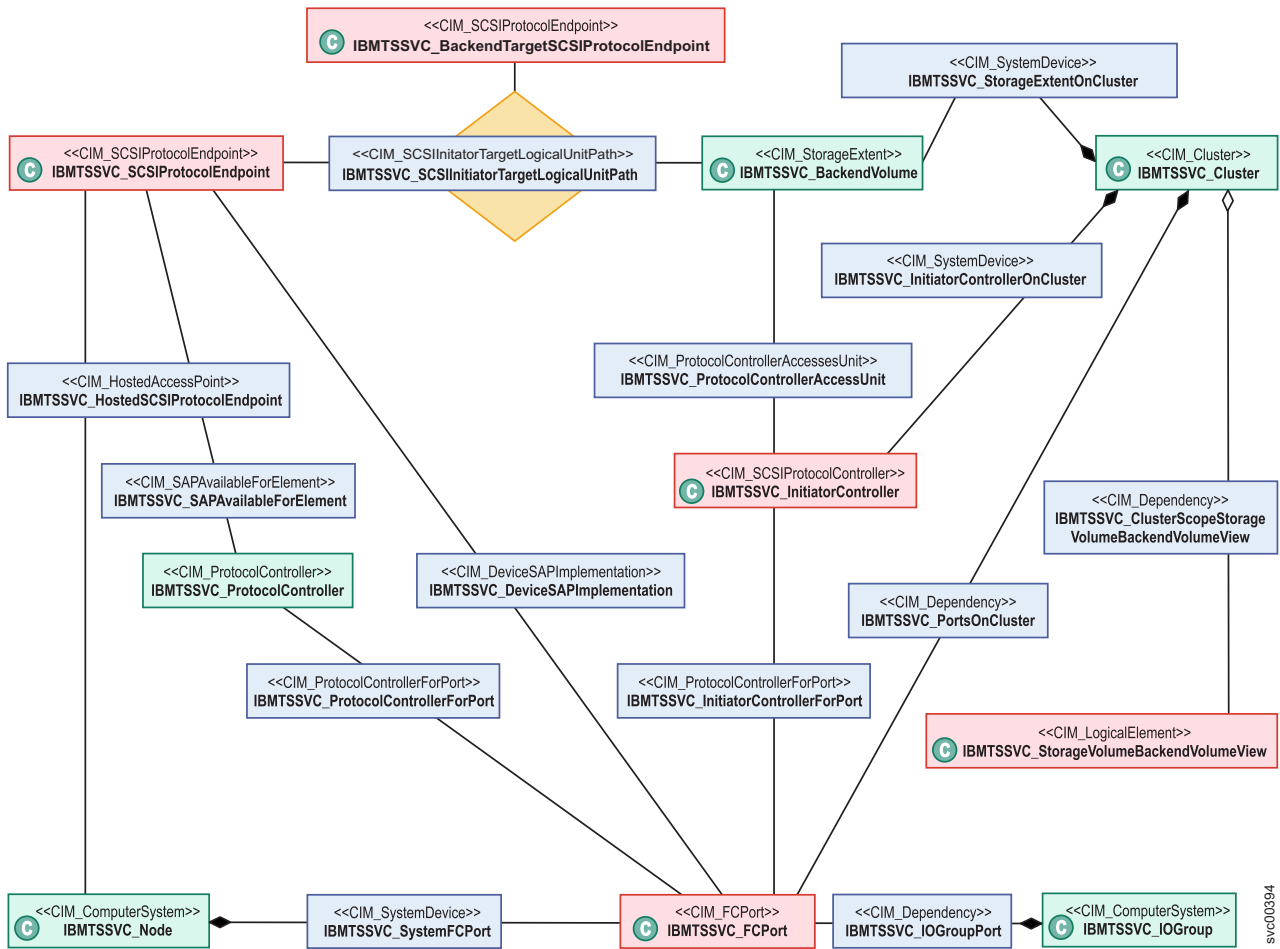 <<CIM_SCSIProtocolEndpoint>>
C
IBMTSSVC_BackendTargetSCSIProtocolEndpoint
<<CIM_SystemDevice>>
IBMTSSVC_StorageExtentOnCluster
<<CIM_SCSIProtocolEndpoint>>
C
IBMTSSVC_SCSIProtocolEndpoint
<<CIM_SCSIInitatorTargetLogicalUnitPath>>
IBMTSSVC_SCSIInitiatorTargetLogicalUnitPath
<<CIM_StorageExtent>>
C
IBMTSSVC_BackendVolume
<<CIM_Cluster>>
C
IBMTSSVC_Cluster
<<CIM_SystemDevice>>
IBMTSSVC_InitiatorControllerOnCluster
<<CIM_HostedAccessPoint>>
IBMTSSVC_HostedSCSIProtocolEndpoint
<<CIM_ProtocolControllerAccessesUnit>>
IBMTSSVC_ProtocolControllerAccessUnit
<<CIM_SAPAvailableForElement>>
IBMTSSVC_SAPAvailableForElement
<<CIM_SCSIProtocolController>>
C
IBMTSSVC_InitiatorController
<<CIM_Dependency>>
IBMTSSVC_ClusterScopeStorage
VolumeBackendVolumeView
<<CIM_ProtocolController>>
C
IBMTSSVC_ProtocolController
<<CIM_DeviceSAPImplementation>>
IBMTSSVC_DeviceSAPImplementation
<<CIM_Dependency>>
IBMTSSVC_PortsOnCluster
<<CIM_ProtocolControllerForPort>>
IBMTSSVC_ProtocolControllerForPort
<<CIM_ProtocolControllerForPort>>
IBMTSSVC_InitiatorControllerForPort
<<CIM_LogicalElement>>
C
IBMTSSVC_StorageVolumeBackendVolumeView
<<CIM_ComputerSystem>>
C
IBMTSSVC_Node
<<CIM_SystemDevice>>
IBMTSSVC_SystemFCPort
<<CIM_FCPort>>
C
IBMTSSVC_FCPort
<<CIM_Dependency>>
IBMTSSVC_IOGroupPort
<<CIM_ComputerSystem>>
C
IBMTSSVC_IOGroup
svc00394